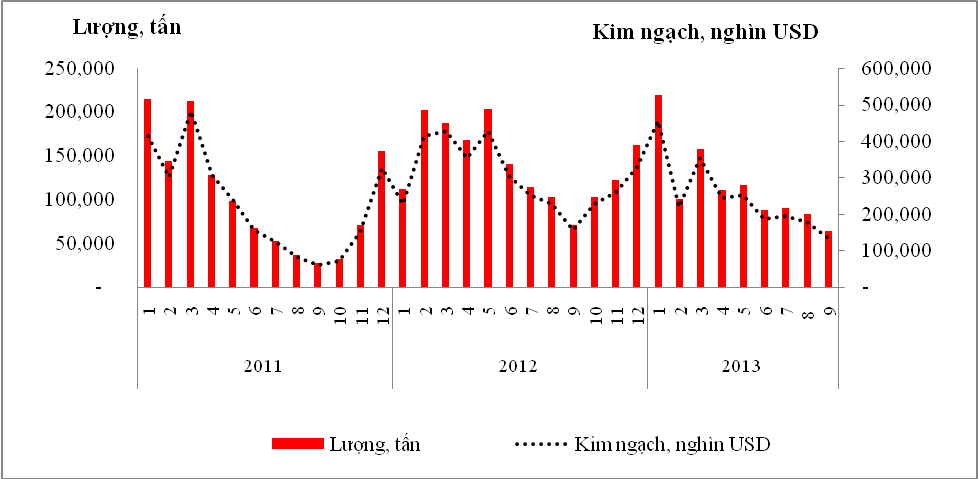 Lượng, tấn
Kim ngạch, nghìn USD
250,000
200,000
150,000
100,000
50,000
-
600,000
500,000
400,000
300,000
200,000
100,000
-
1 2 3 4 5 6 7 8 9 10 11 12 1 2 3 4 5 6 7 8 9 10 11 12 1 2 3 4 5 6 7 8 9
2011 2012 2013
Lượng, tấn Kim ngạch, nghìn USD